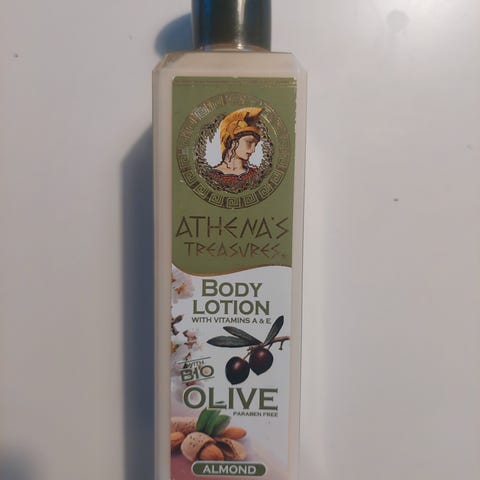 ATHENA'S
TREASURES
BODY
LOTION
WITH VITAMINS A & E
WITH
BIO
OLIVE
PARABEN FREE
ALMOND